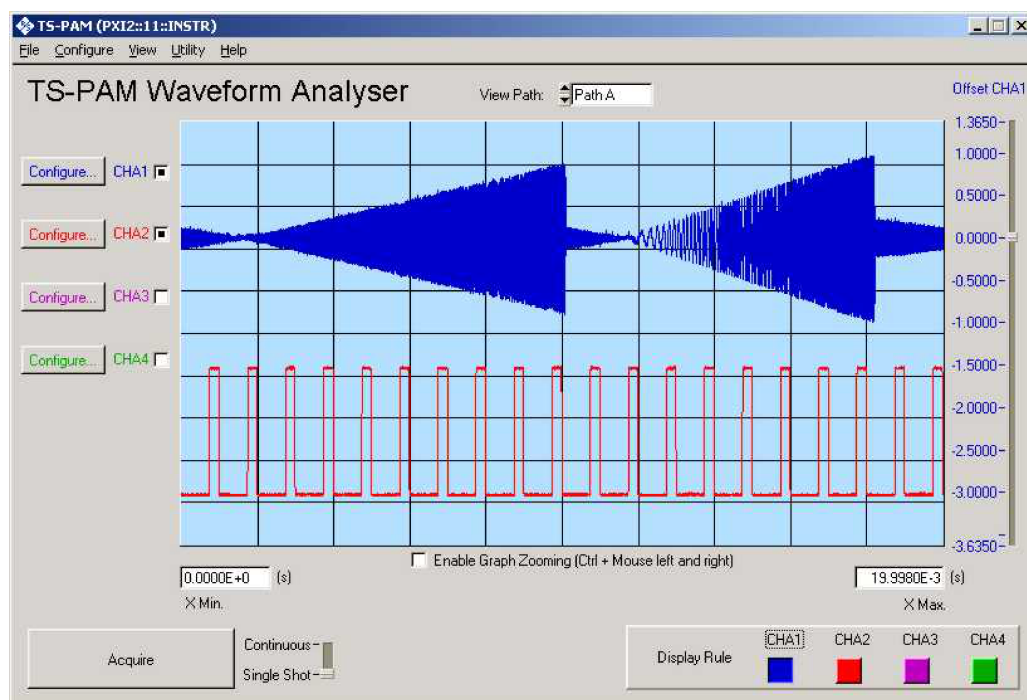 TS-PAM (PXI2::11::INSTR)
File Configure View Utility Help
TS-PAM Waveform Analyser
View Path: Path A
Offset CHA1
Configure... CHA1
Configure... CHA2
Configure... CHA3
Configure... CHA4
1.3650
1.0000
0.5000
0.0000
-0.5000
-1.0000
-1.5000
-2.0000
-2.5000
-3.0000
-3.6350
Enable Graph Zooming (Ctrl + Mouse left and right)
0.0000E+0 (s)
X Min.
19.9980E-3 (s)
X Max.
Acquire
Continuous
Single Shot
Display Rule
CHA1 CHA2 CHA3 CHA4